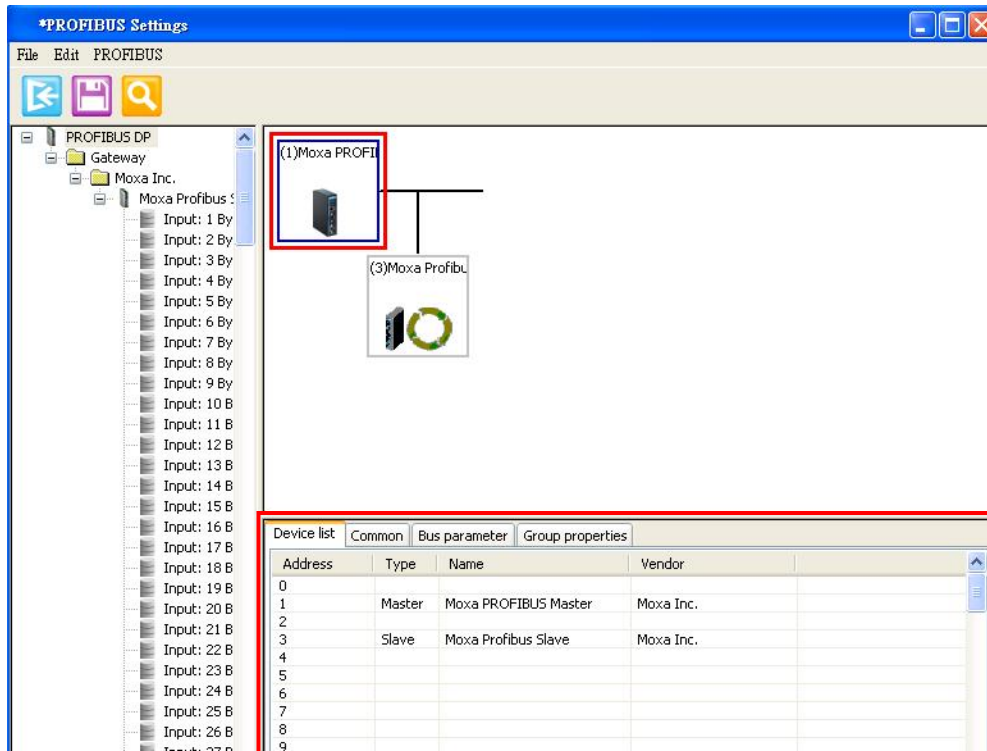 *PROFIBUS Settings
File Edit PROFIBUS
PROFIBUS DP
Gateway
Moxa Inc.
Moxa Profibus S
Input: 1 By
Input: 2 By
Input: 3 By
Input: 4 By
Input: 5 By
Input: 6 By
Input: 7 By
Input: 8 By
Input: 9 By
Input: 10 B
Input: 11 B
Input: 12 B
Input: 13 B
Input: 14 B
Input: 15 B
Input: 16 B
Input: 17 B
Input: 18 B
Input: 19 B
Input: 20 B
Input: 21 B
Input: 22 B
Input: 23 B
Input: 24 B
Input: 25 B
Input: 26 B
Input: 27 B
(1)Moxa PROFI
(3)Moxa Profibu
Device list Common Bus parameter Group properties
Address Type Name Vendor
0
1 Master Moxa PROFIBUS Master Moxa Inc.
2
3 Slave Moxa Profibus Slave Moxa Inc.
4
5
6
7
8
9